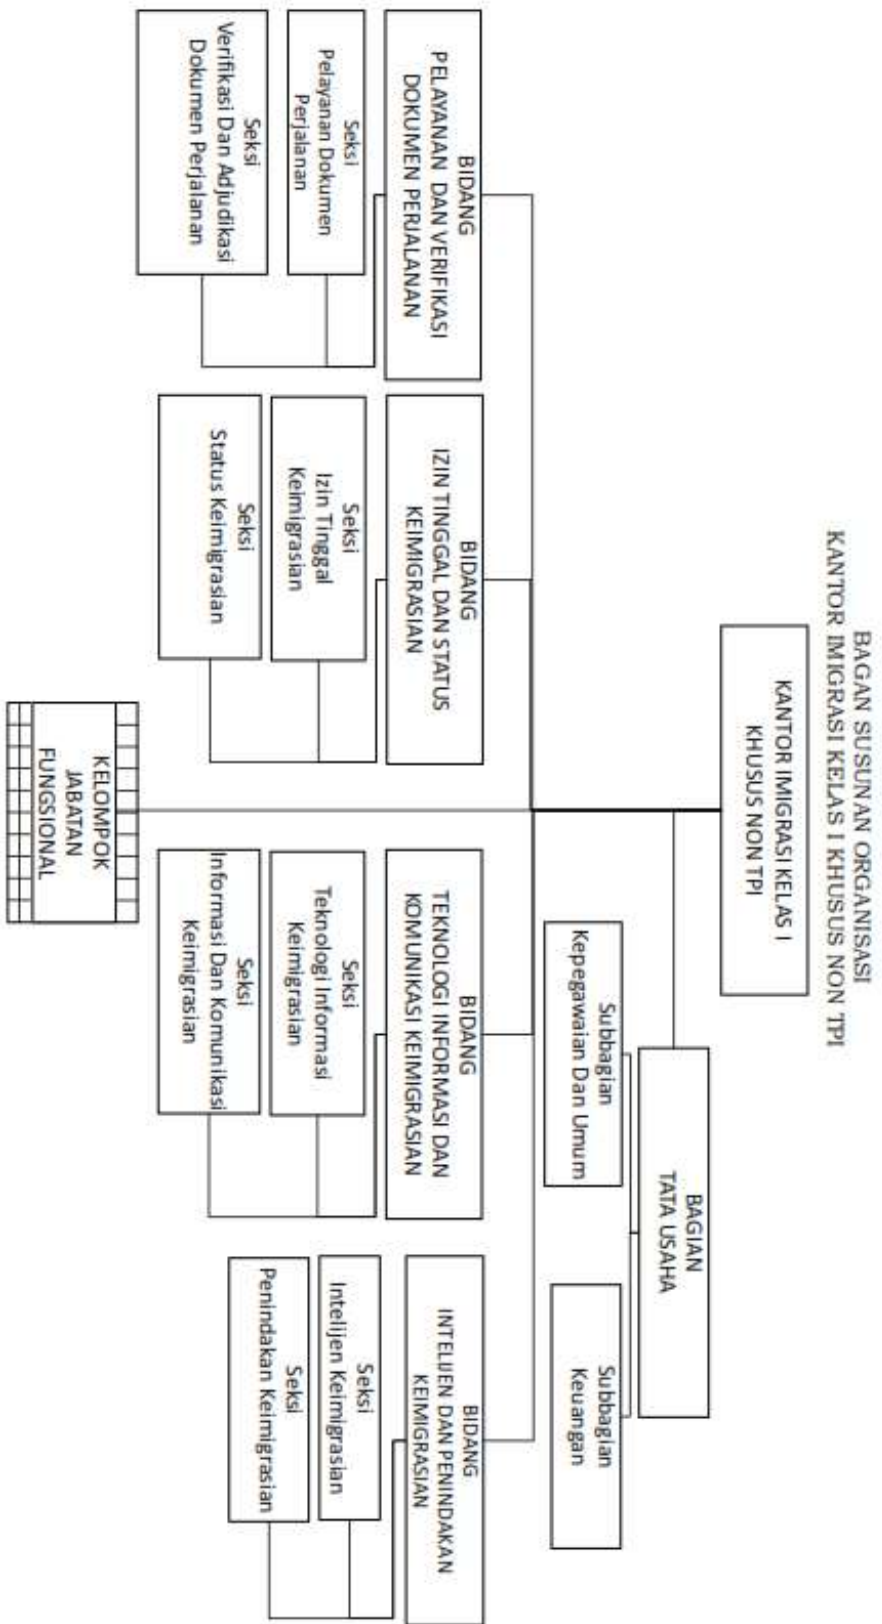 BAGAN SUSUNAN ORGANISASI
KANTOR IMIGRASI KELAS I KHUSUS NON TPI
KANTOR IMIGRASI KELAS I
KHUSUS NON TPI
BAGIAN
TATA USAHA
Subbagian
Kepegawaian Dan Umum
Subbagian
Keuangan
BIDANG
PELAYANAN DAN VERIFIKASI
DOKUMEN PERJALANAN
Seksi
Pelayanan Dokumen
Perjalanan
Seksi
Verifikasi Dan Adjudikasi
Dokumen Perjalanan
BIDANG
IZIN TINGGAL DAN STATUS
KEIMIGRASIAN
Seksi
Izin Tinggal
Keimigrasian
Seksi
Status Keimigrasian
BIDANG
TEKNOLOGI INFORMASI DAN
KOMUNIKASI KEIMIGRASIAN
Seksi
Teknologi Informasi
Keimigrasian
Seksi
Informasi Dan Komunikasi
Keimigrasian
BIDANG
INTELIJEN DAN PENINDAKAN
KEIMIGRASIAN
Seksi
Intelijen Keimigrasian
Seksi
Penindakan Keimigrasian
KELOMPOK
JABATAN
FUNGSIONAL